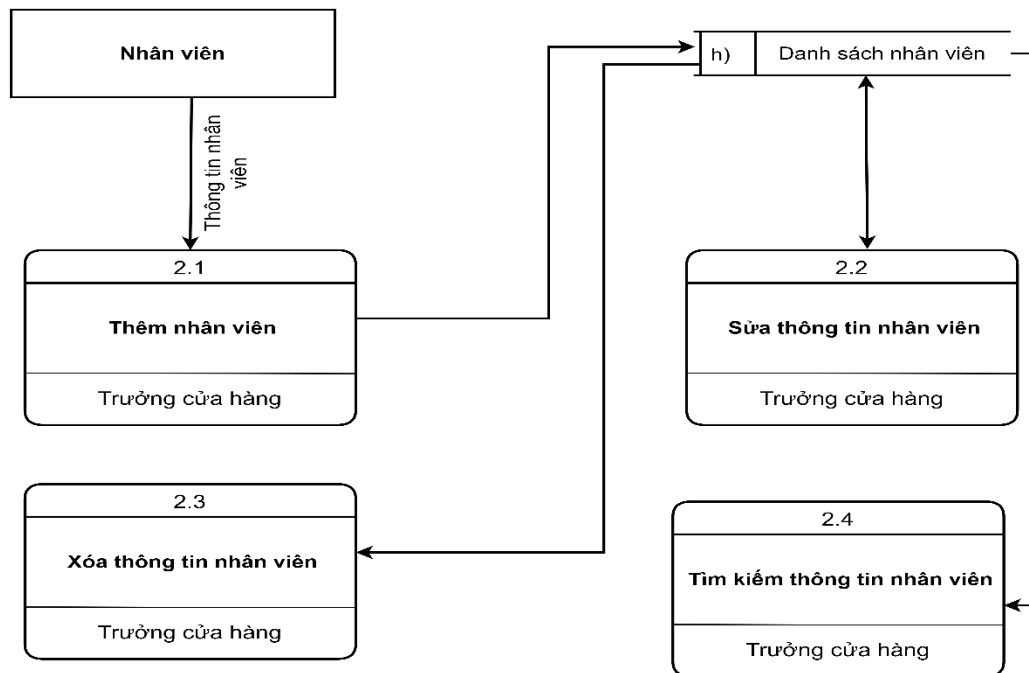 Nhân viên
h)
Danh sách nhân viên
Thông tin nhân
viên
2.1
Thêm nhân viên
Trưởng cửa hàng
2.2
Sửa thông tin nhân viên
Trưởng cửa hàng
2.3
Xóa thông tin nhân viên
Trưởng cửa hàng
2.4
Tìm kiếm thông tin nhân viên
Trưởng cửa hàng